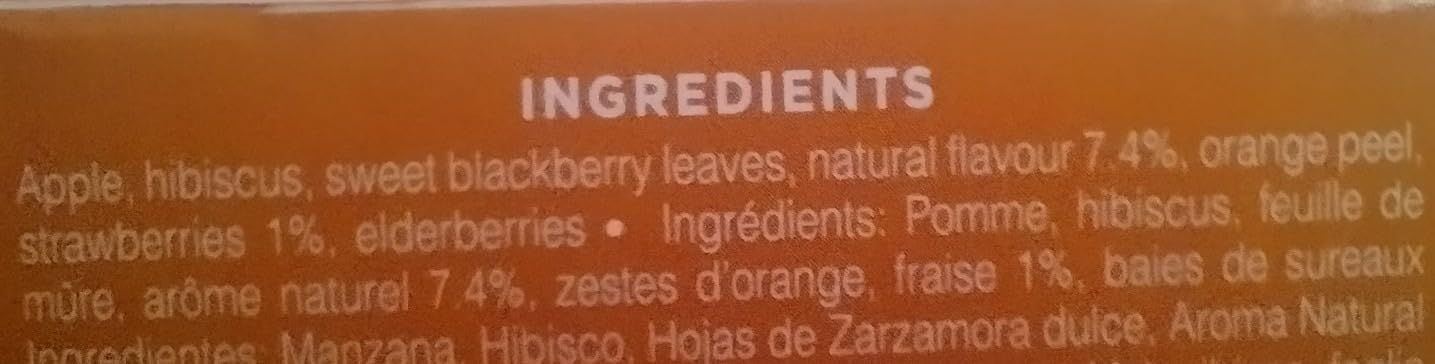 INGREDIENTS
Apple, hibiscus, sweet blackberry leaves, natural flavour 7.4%, orange peel,
strawberries 1%, elderberries • Ingrédients: Pomme, hibiscus, feuille de
mûre, arôme naturel 7.4%, zestes d'orange, fraise 1%, baies de sureaux
Ingredientes: Manzana, Hibisco, Hojas de Zarzamora dulce, Aroma Natural